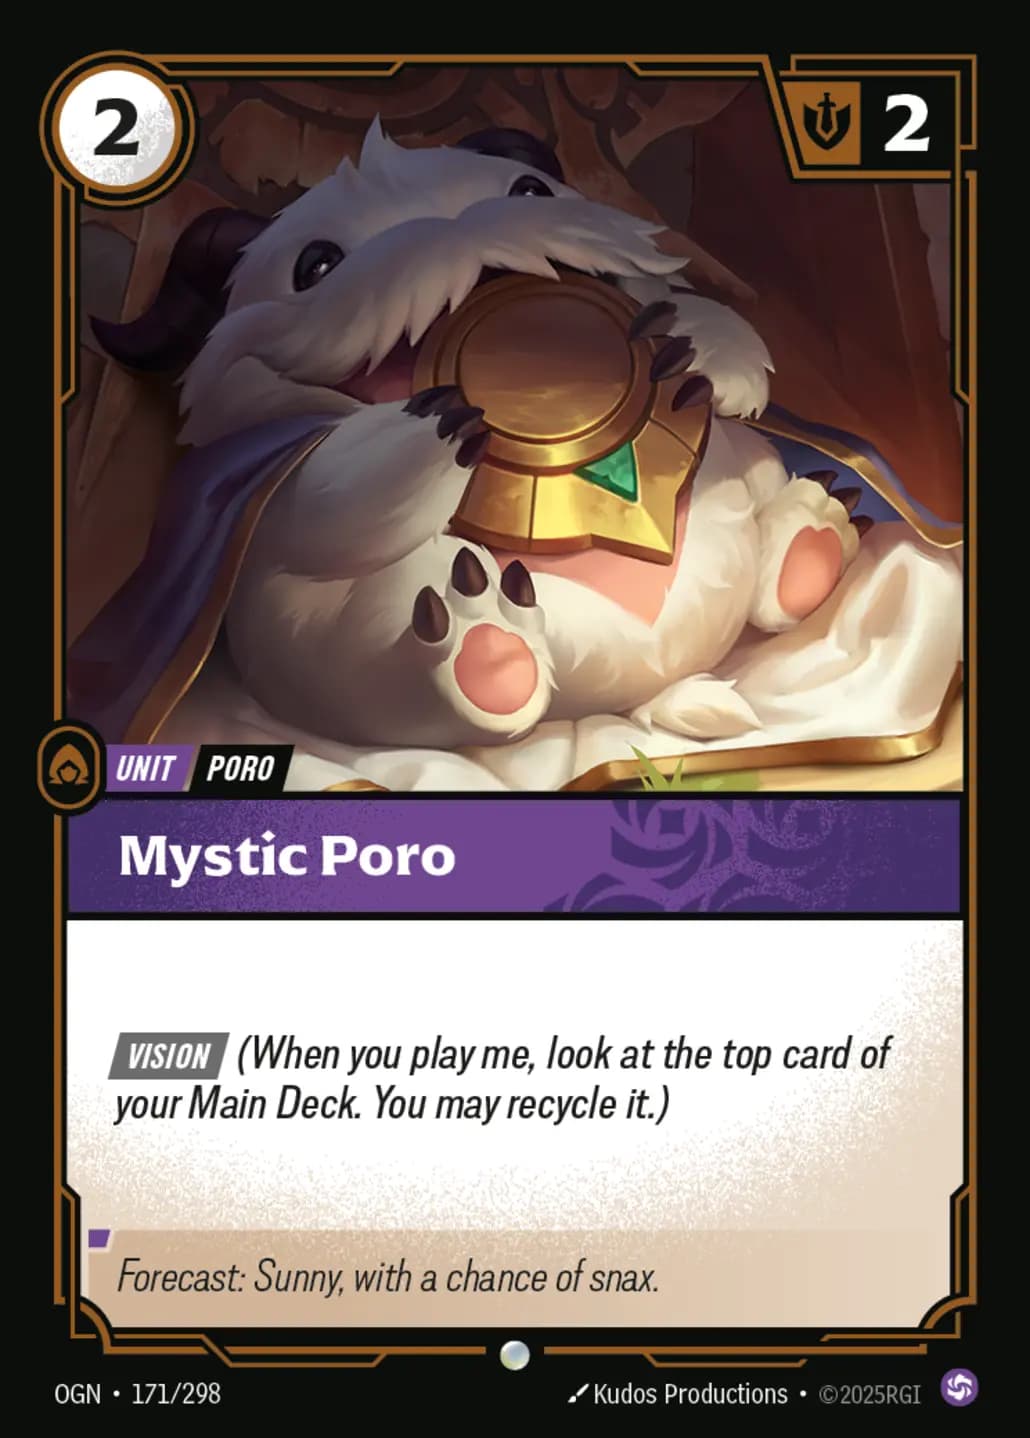 2
2
UNIT PORO
Mystic Poro
VISION (When you play me, look at the top card of
your Main Deck. You may recycle it.)
Forecast: Sunny, with a chance of snax.
OGN • 171/298
Kudos Productions • ©2025RGI